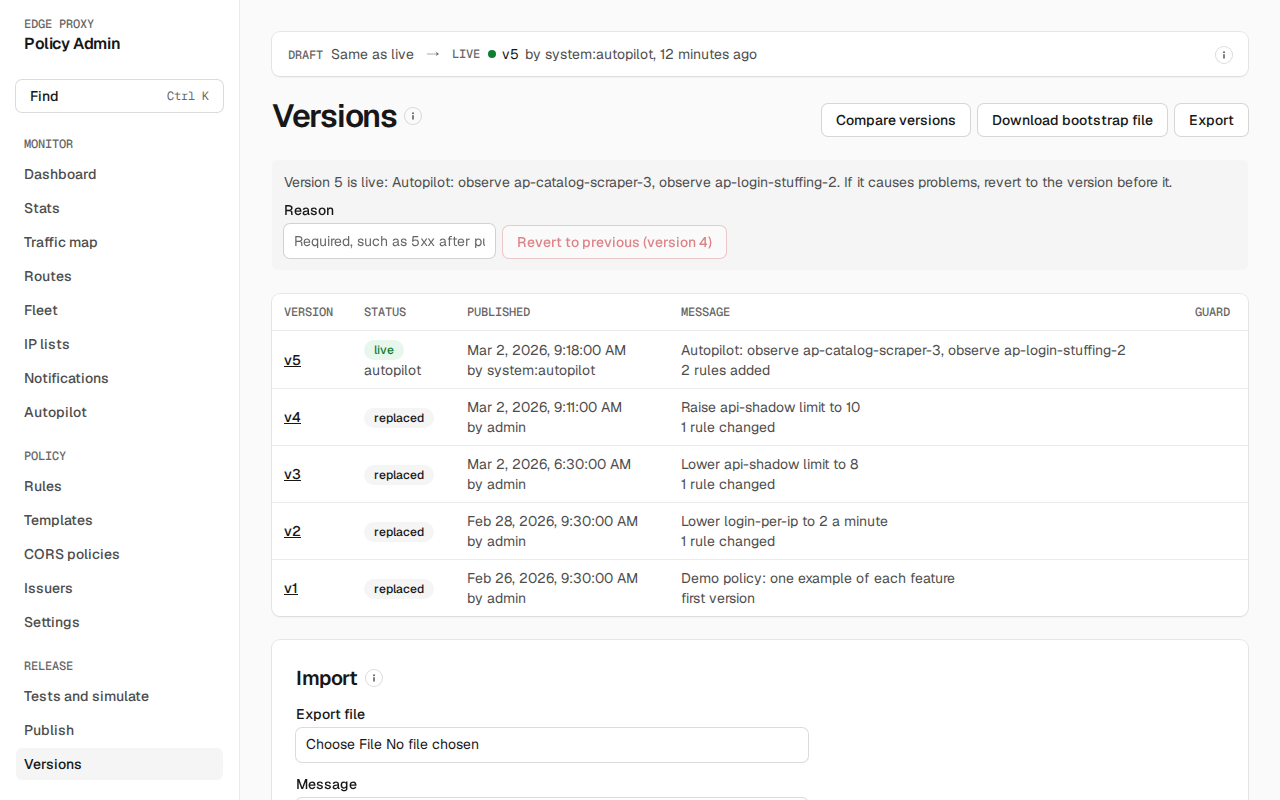 EDGE PROXY
Policy Admin
Find Ctrl K
MONITOR
Dashboard
Stats
Traffic map
Routes
Fleet
IP lists
Notifications
Autopilot
POLICY
Rules
Templates
CORS policies
Issuers
Settings
RELEASE
Tests and simulate
Publish
Versions
DRAFT Same as live → LIVE v5 by system:autopilot, 12 minutes ago
Versions
Compare versions
Download bootstrap file
Export
Version 5 is live: Autopilot: observe ap-catalog-scraper-3, observe ap-login-stuffing-2. If it causes problems, revert to the version before it.
Reason
Required, such as 5xx after pu
Revert to previous (version 4)
VERSION STATUS PUBLISHED MESSAGE GUARD
v5 live Mar 2, 2026, 9:18:00 AM Autopilot: observe ap-catalog-scraper-3, observe ap-login-stuffing-2
autopilot by system:autopilot 2 rules added
v4 replaced Mar 2, 2026, 9:11:00 AM Raise api-shadow limit to 10
by admin 1 rule changed
v3 replaced Mar 2, 2026, 6:30:00 AM Lower api-shadow limit to 8
by admin 1 rule changed
v2 replaced Feb 28, 2026, 9:30:00 AM Lower login-per-ip to 2 a minute
by admin 1 rule changed
v1 replaced Feb 26, 2026, 9:30:00 AM Demo policy: one example of each feature
by admin first version
Import
Export file
Choose File No file chosen
Message